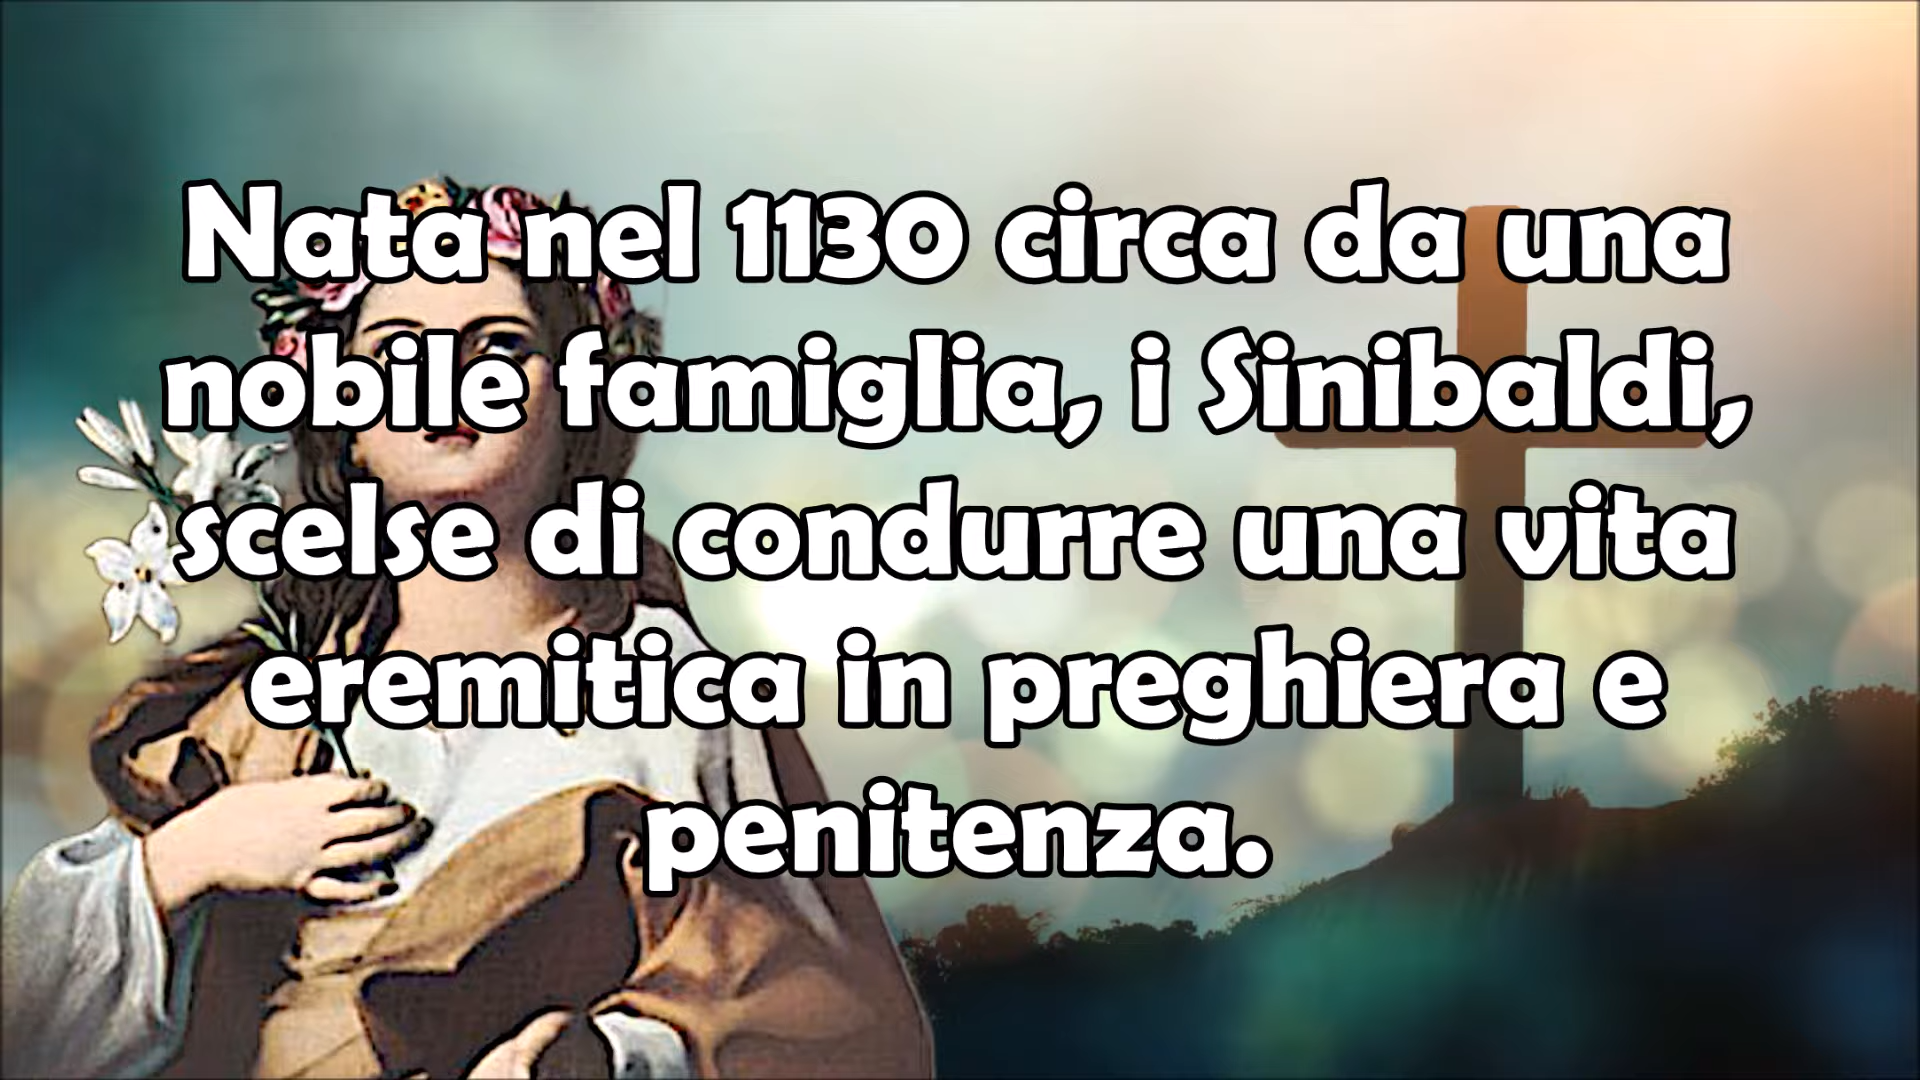 Nata nel 1130 circa da una
nobile famiglia, i Sinibaldi,
scelse di condurre una vita
eremitica in preghiera e
penitenza.